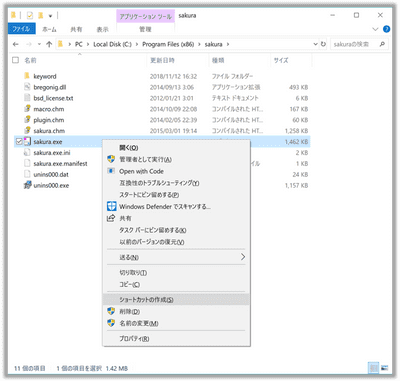 アプリケーション ツール sakura
ファイル ホーム 共有 表示 管理
PC > Local Disk (C:) > Program Files (x86) > sakura sakuraの検索
名前 更新日時 種類 サイズ
keyword 2018/11/12 16:32 ファイル フォルダー
bregonig.dll 2014/09/13 3:06 アプリケーション拡張 493 KB
bsd_license.txt 2012/01/21 3:01 テキスト ドキュメント 6 KB
macro.chm 2014/10/09 22:08 コンパイルされた HT... 167 KB
plugin.chm 2014/02/05 22:39 コンパイルされた HT... 60 KB
sakura.chm 2015/03/01 19:14 コンパイルされた HT... 1,258 KB
sakura.exe 1,462 KB
sakura.exe.ini 2 KB
sakura.exe.manifest 1 KB
unins000.dat 24 KB
unins000.exe 1,157 KB
開く(O)
管理者として実行(A)
Open with Code
互換性のトラブルシューティング(Y)
スタートにピン留めする(P)
Windows Defender でスキャンする...
共有
タスク バーにピン留めする(K)
以前のバージョンの復元(V)
送る(N)
切り取り(T)
コピー(C)
ショートカットの作成(S)
削除(D)
名前の変更(M)
プロパティ(R)
11 個の項目 1 個の項目を選択 1.42 MB